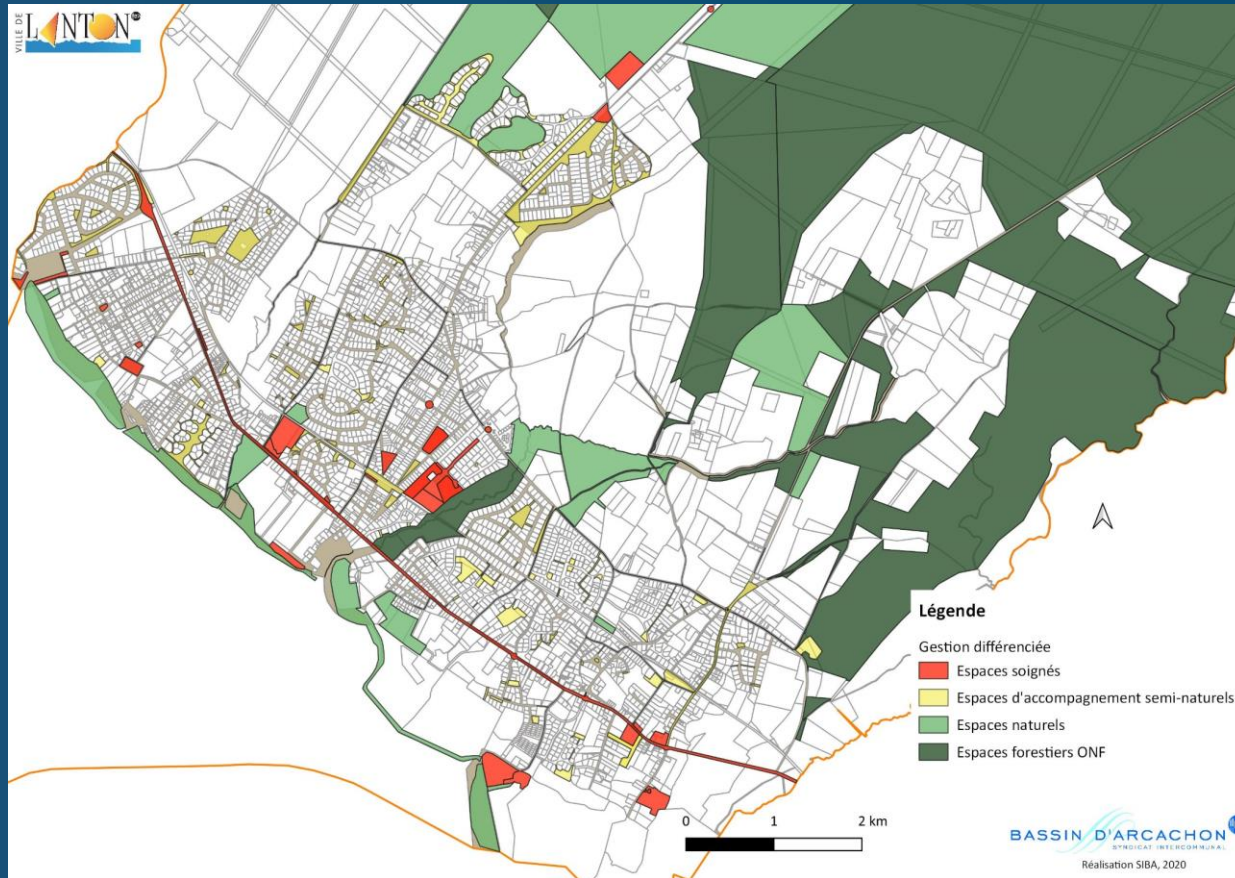 VILLE DE
LANTON
Légende
Gestion différenciée
Espaces soignés
Espaces d'accompagnement semi-naturels
Espaces naturels
Espaces forestiers ONF
0 1 2 km
BASSIN D'ARCACHON
SYNDICAT INTERCOMMUNAL
Réalisation SIBA, 2020